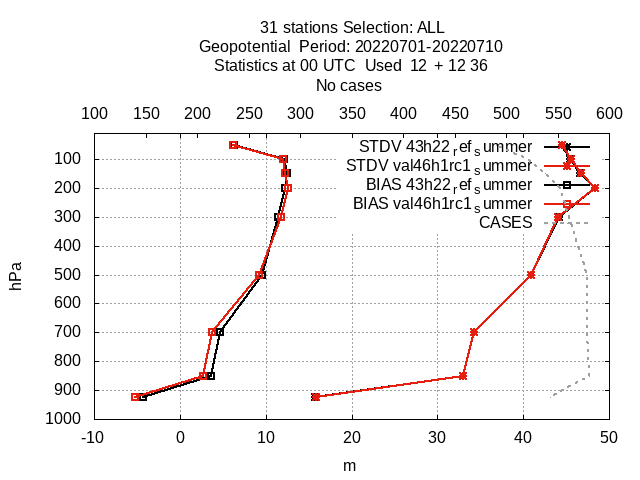 31 stations Selection: ALL
Geopotential Period: 20220701-20220710
Statistics at 00 UTC Used 12 + 12 36
No cases
100 150 200 250 300 350 400 450 500 550 600
STDV 43h22_ref_summer
STDV val46h1rc1_summer
BIAS 43h22_ref_summer
BIAS val46h1rc1_summer
CASES
100
200
300
400
500
600
700
800
900
1000
hPa
-10 0 10 20 30 40 50
m